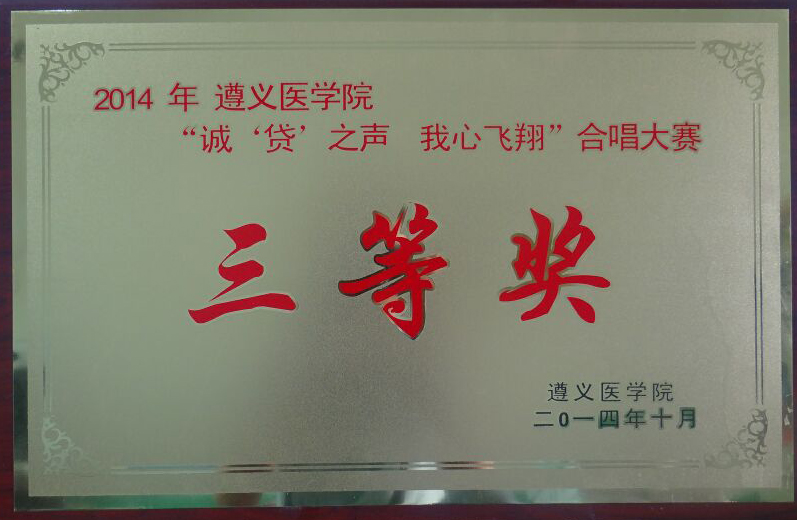 2014 年 遵义医学院
“诚‘贷’之声 我心飞翔”合唱大赛
三等奖
遵义医学院
二0一四年十月